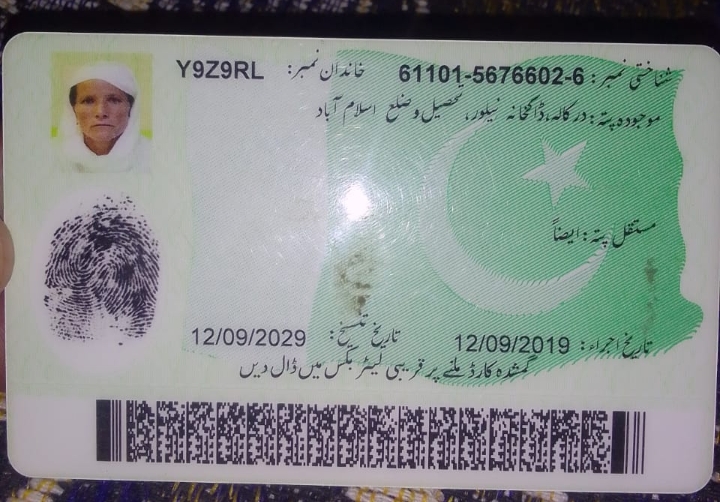 شناختی نمبر: 61101-5676602-6 خاندان نمبر: Y9Z9RL
موجودہ پتہ: درکالہ، ڈاکخانہ نیلور، تحصیل و ضلع اسلام آباد
مستقل پتہ: ایضاً
تاریخ اجراء: 12/09/2019 تاریخ تنسیخ: 12/09/2029
گمشدہ کارڈ ملنے پر قریبی لیٹر بکس میں ڈال دیں